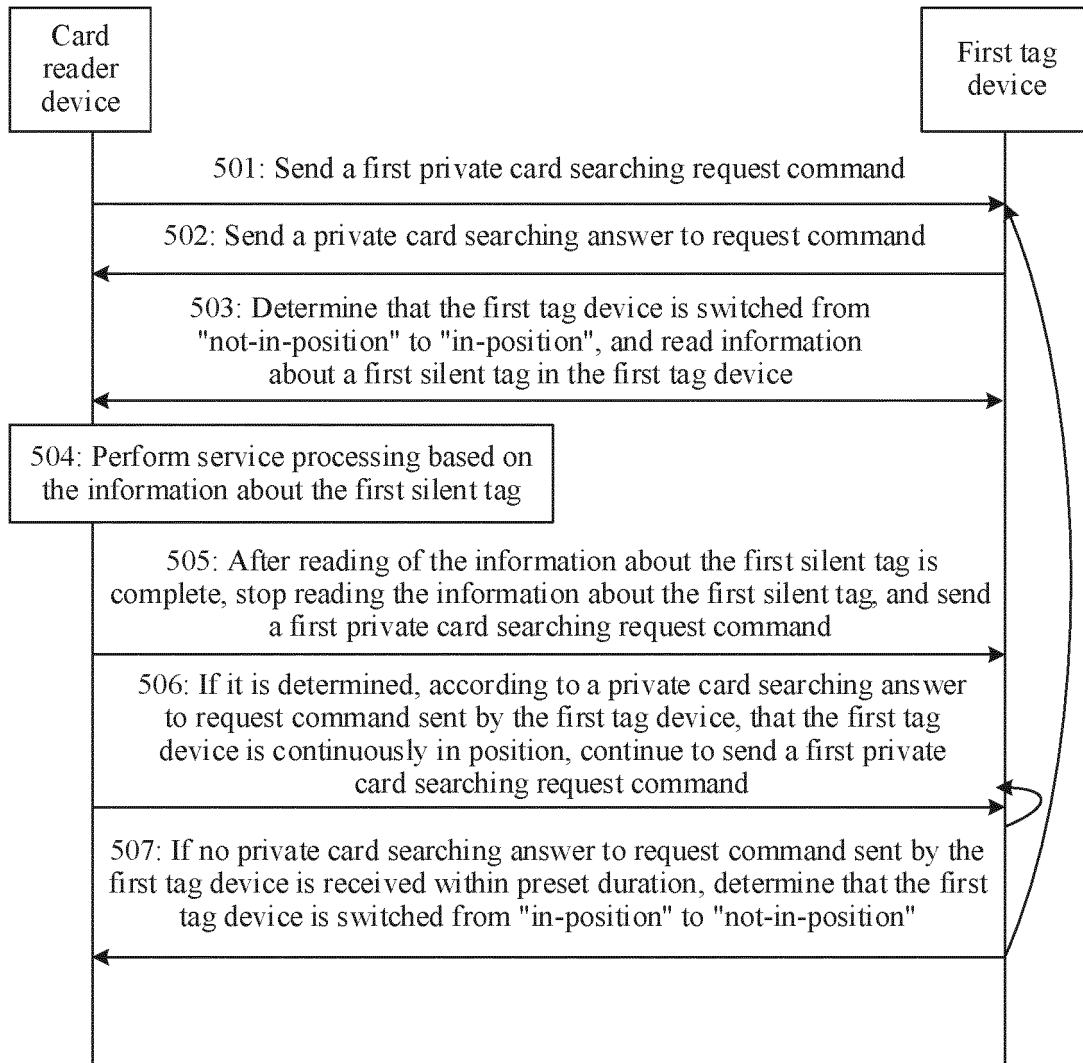 Card
reader
device
First tag
device
501: Send a first private card searching request command
502: Send a private card searching answer to request command
503: Determine that the first tag device is switched from
"not-in-position" to "in-position", and read information
about a first silent tag in the first tag device
504: Perform service processing based on
the information about the first silent tag
505: After reading of the information about the first silent tag is
complete, stop reading the information about the first silent tag, and send
a first private card searching request command
506: If it is determined, according to a private card searching answer
to request command sent by the first tag device, that the first tag
device is continuously in position, continue to send a first private
card searching request command
507: If no private card searching answer to request command sent by the
first tag device is received within preset duration, determine that the first
tag device is switched from "in-position" to "not-in-position"